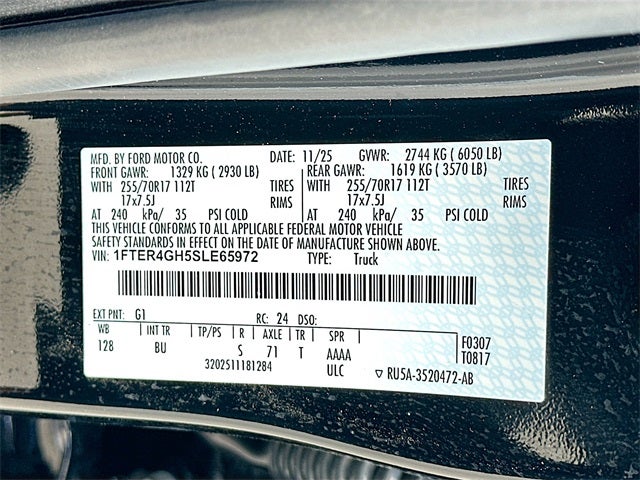 MFD. BY FORD MOTOR CO. DATE: 11/25 GVWR: 2744 KG ( 6050 LB)
FRONT GAWR: 1329 KG ( 2930 LB) REAR GAWR: 1619 KG ( 3570 LB)
WITH 255/70R17 112T TIRES WITH 255/70R17 112T TIRES
17x7.5J RIMS 17x7.5J RIMS
AT 240 kPa/ 35 PSI COLD AT 240 kPa/ 35 PSI COLD
THIS VEHICLE CONFORMS TO ALL APPLICABLE FEDERAL MOTOR VEHICLE
SAFETY STANDARDS IN EFFECT ON THE DATE OF MANUFACTURE SHOWN ABOVE.
VIN: 1FTER4GH5SLE65972 TYPE: Truck
EXT PNT: G1 RC: 24 DSO:
WB INT TR TP/PS R AXLE TR SPR F0307
128 BU S 71 T AAAA T0817
3202511181284 ULC ▽ RU5A-3520472-AB